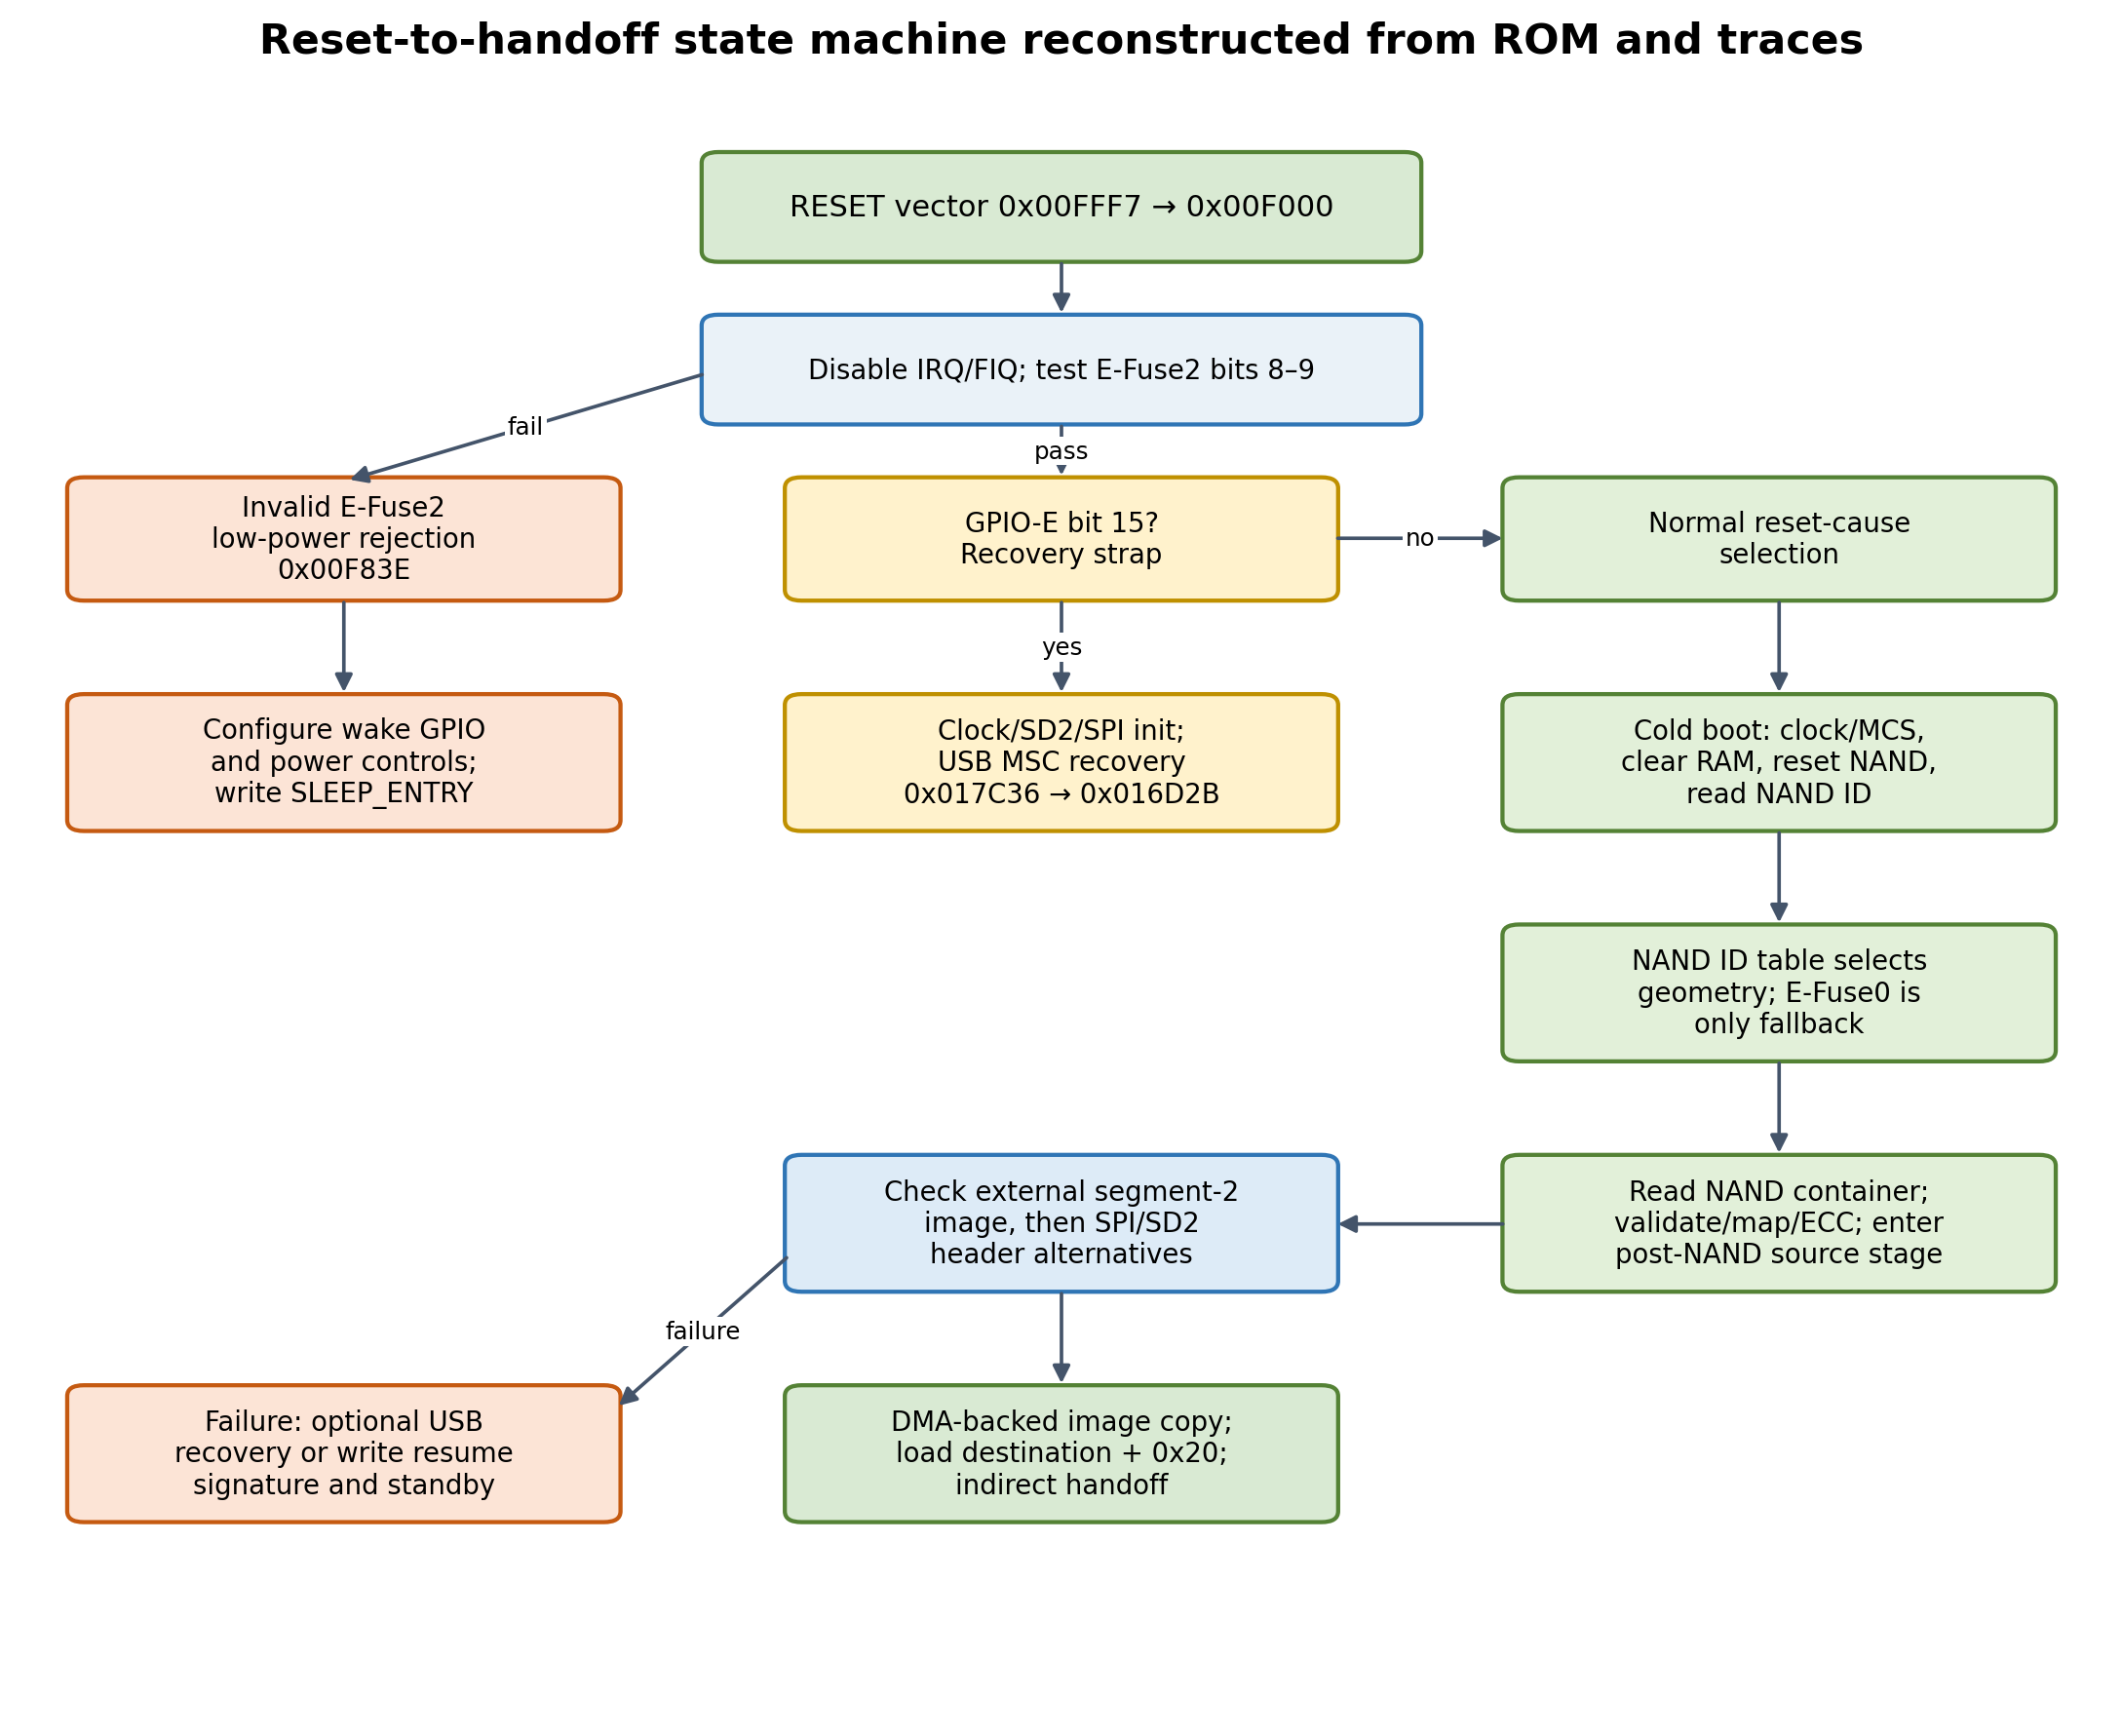 Reset-to-handoff state machine reconstructed from ROM and traces
RESET vector 0x00FFF7 → 0x00F000
Disable IRQ/FIQ; test E-Fuse2 bits 8–9
fail
pass
Invalid E-Fuse2
low-power rejection
0x00F83E
GPIO-E bit 15?
Recovery strap
no
Normal reset-cause
selection
yes
Configure wake GPIO
and power controls;
write SLEEP_ENTRY
Clock/SD2/SPI init;
USB MSC recovery
0x017C36 → 0x016D2B
Cold boot: clock/MCS,
clear RAM, reset NAND,
read NAND ID
NAND ID table selects
geometry; E-Fuse0 is
only fallback
Check external segment-2
image, then SPI/SD2
header alternatives
Read NAND container;
validate/map/ECC; enter
post-NAND source stage
failure
Failure: optional USB
recovery or write resume
signature and standby
DMA-backed image copy;
load destination + 0x20;
indirect handoff